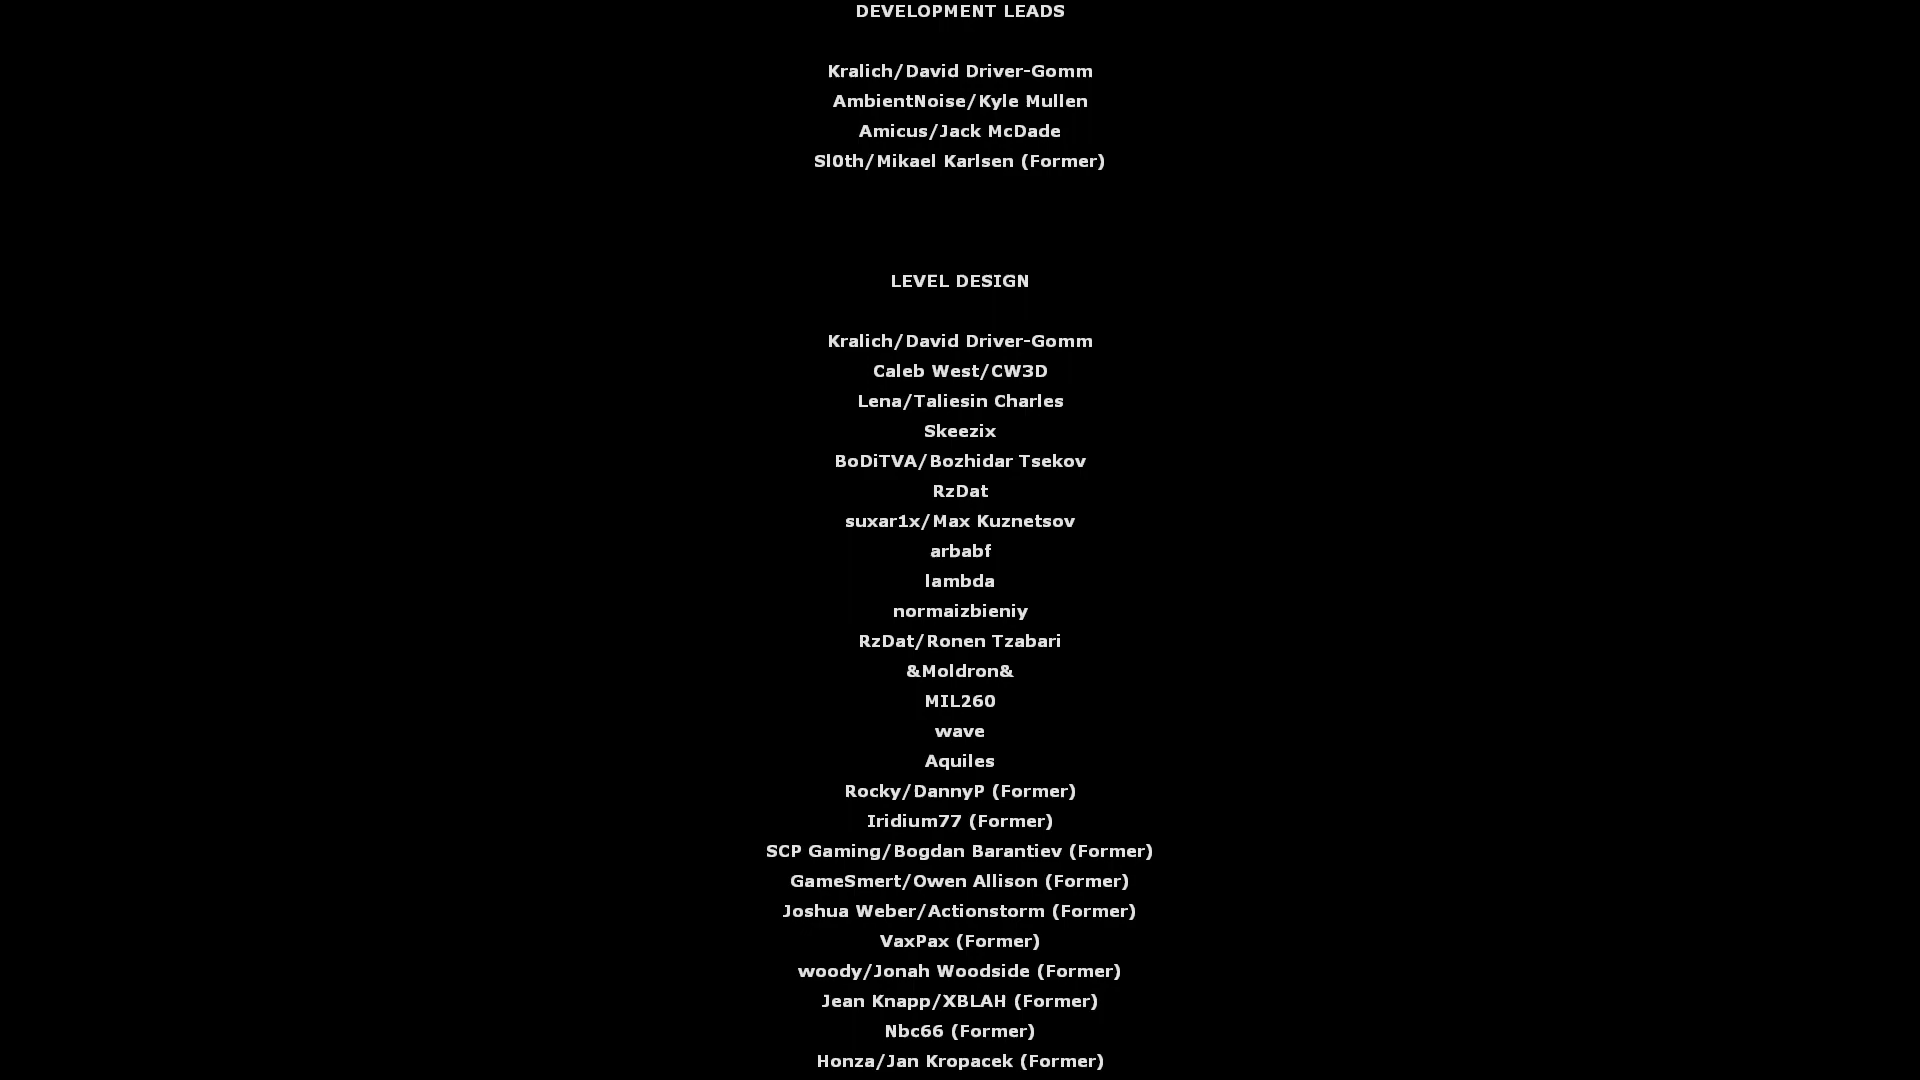 DEVELOPMENT LEADS
Kralich/David Driver-Gomm
AmbientNoise/Kyle Mullen
Amicus/Jack McDade
Sl0th/Mikael Karlsen (Former)
LEVEL DESIGN
Kralich/David Driver-Gomm
Caleb West/CW3D
Lena/Taliesin Charles
Skeezix
BoDiTVA/Bozhidar Tsekov
RzDat
suxar1x/Max Kuznetsov
arbabf
lambda
normaizbieniy
RzDat/Ronen Tzabari
&Moldron&
MIL260
wave
Aquiles
Rocky/DannyP (Former)
Iridium77 (Former)
SCP Gaming/Bogdan Barantiev (Former)
GameSmert/Owen Allison (Former)
Joshua Weber/Actionstorm (Former)
VaxPax (Former)
woody/Jonah Woodside (Former)
Jean Knapp/XBLAH (Former)
Nbc66 (Former)
Honza/Jan Kropacek (Former)